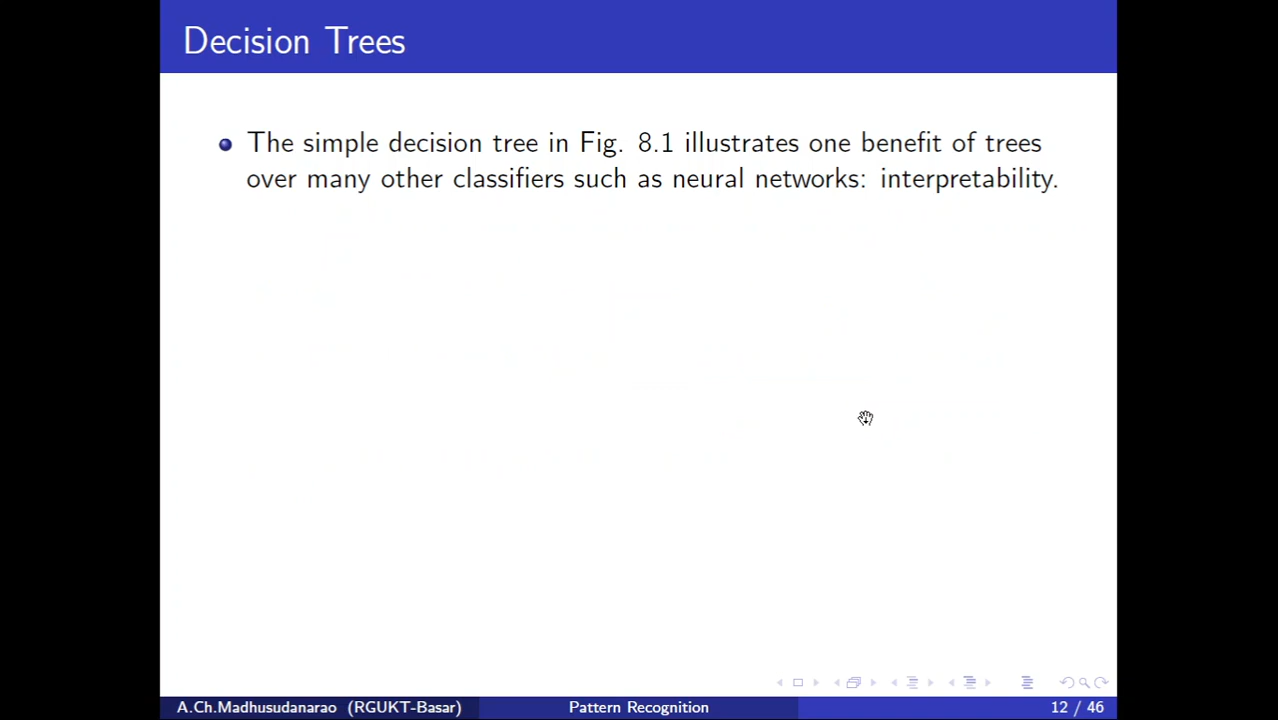 Decision Trees
The simple decision tree in Fig. 8.1 illustrates one benefit of trees
over many other classifiers such as neural networks: interpretability.
A.Ch.Madhusudanarao (RGUKT-Basar)
Pattern Recognition
12 / 46